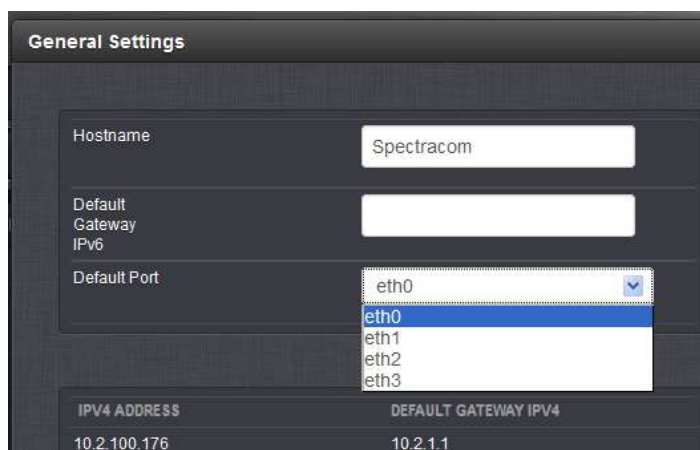 General Settings
Hostname
Spectracom
Default
Gateway
IPv6
Default Port
eth0
eth0
eth1
eth2
eth3
IPV4 ADDRESS
DEFAULT GATEWAY IPV4
10.2.100.176
10.2.1.1